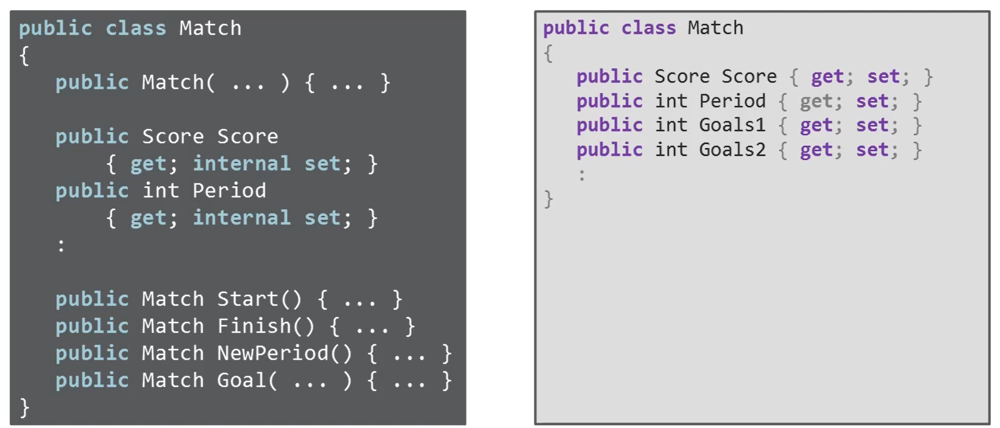 public class Match
{
public Match( ... ) { ... }
public Score Score
{ get; internal set; }
public int Period
{ get; internal set; }
:
public Match Start() { ... }
public Match Finish() { ... }
public Match NewPeriod() { ... }
public Match Goal( ... ) { ... }
}
public class Match
{
public Score Score { get; set; }
public int Period { get; set; }
public int Goals1 { get; set; }
public int Goals2 { get; set; }
:
}